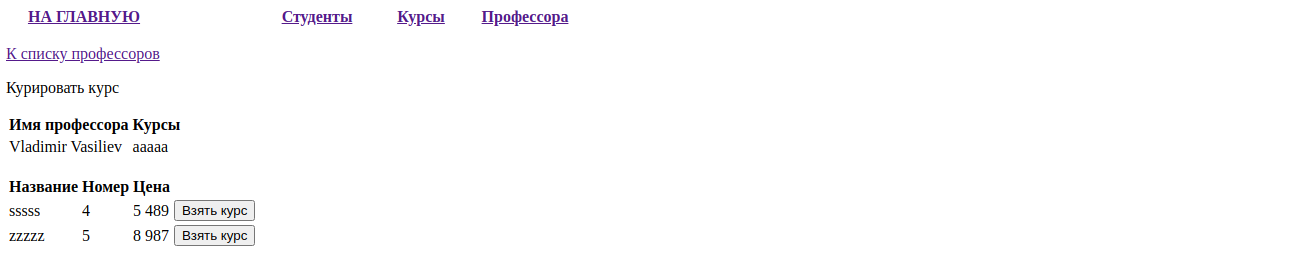 НА ГЛАВНУЮ Студенты Курсы Профессора
К списку профессоров
Курировать курс
Имя профессора Курсы
Vladimir Vasiliev aaaaa
Название Номер Цена
sssss 4 5 489 Взять курс
zzzzz 5 8 987 Взять курс